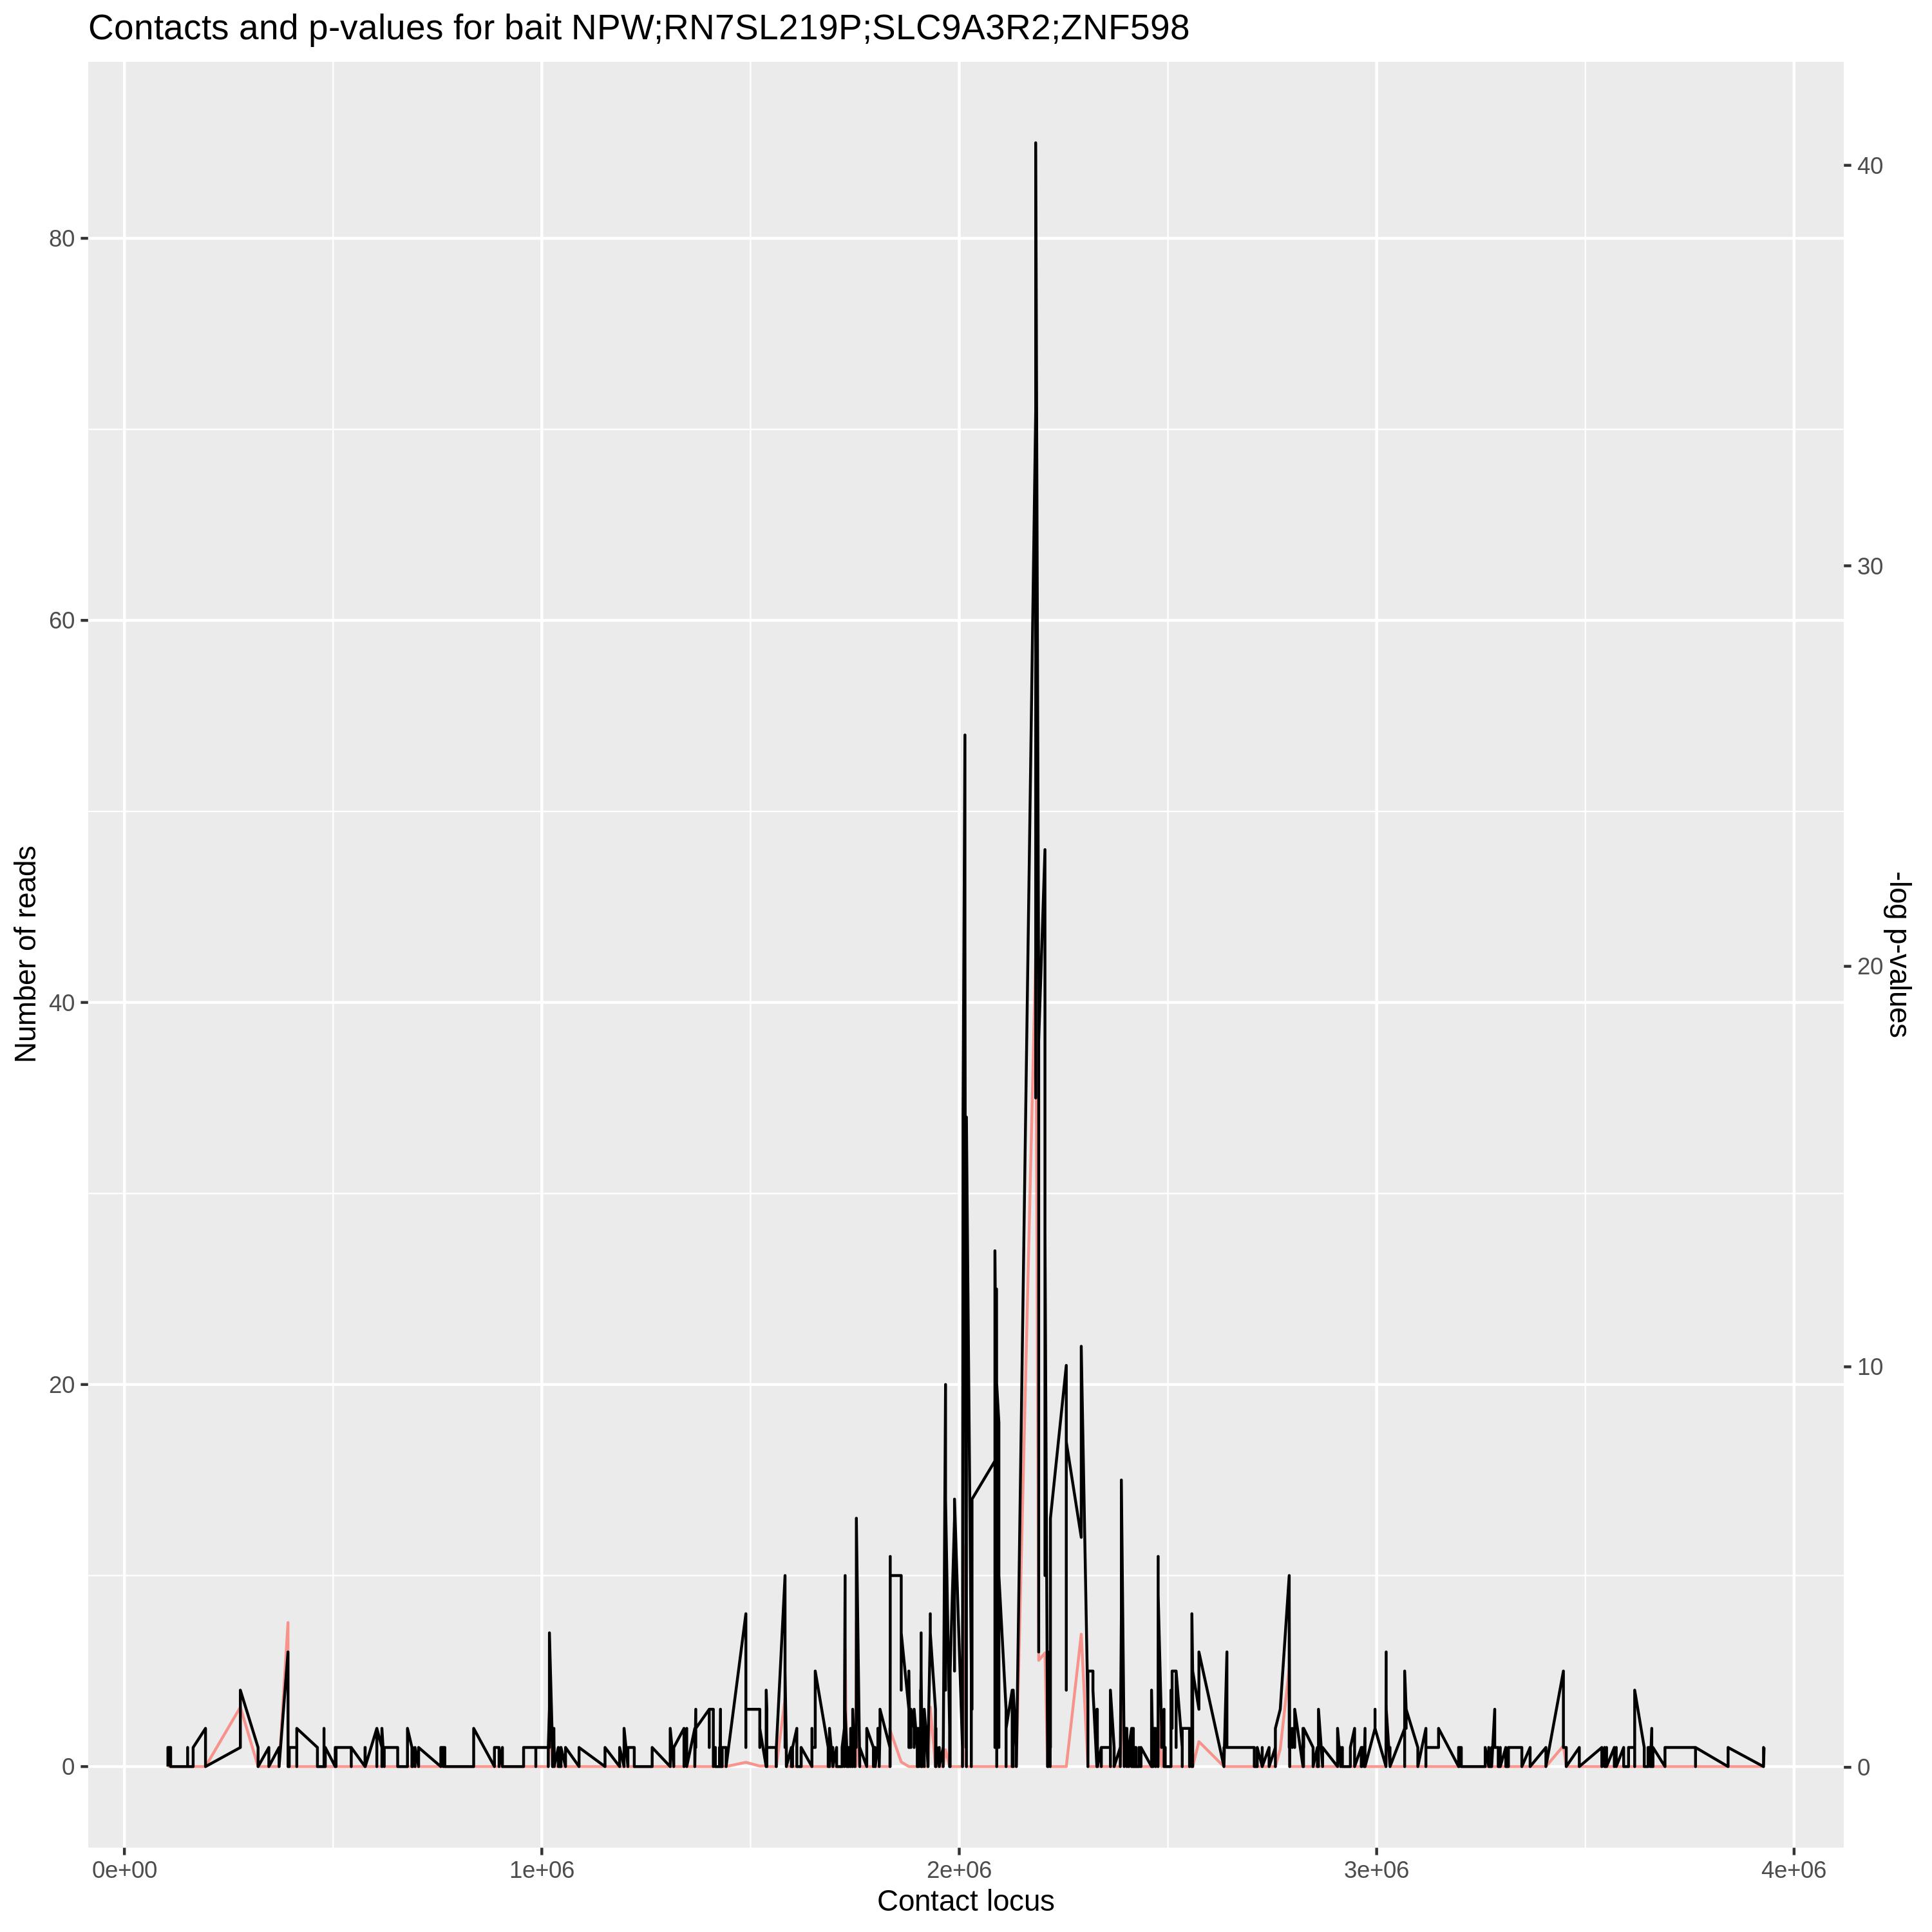 Contacts and p-values for bait NPW;RN7SL219P;SLC9A3R2;ZNF598
80
60
40
20
0
Number of reads
40
30
20
10
0
-log p-values
0e+00
1e+06
2e+06
3e+06
4e+06
Contact locus